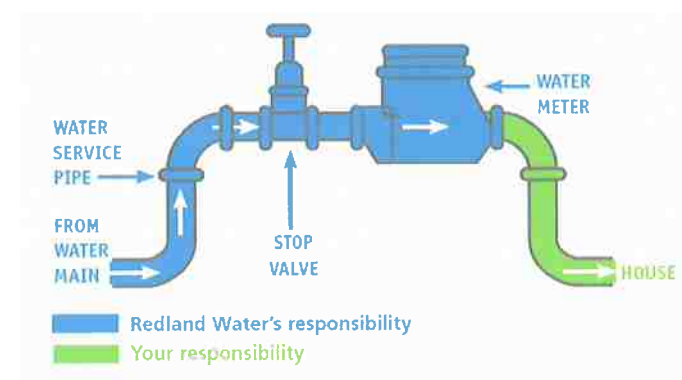 WATER
METER
WATER
SERVICE
PIPE
FROM
WATER
MAIN
STOP
VALVE
HOUSE
Redland Water's responsibility
Your responsibility